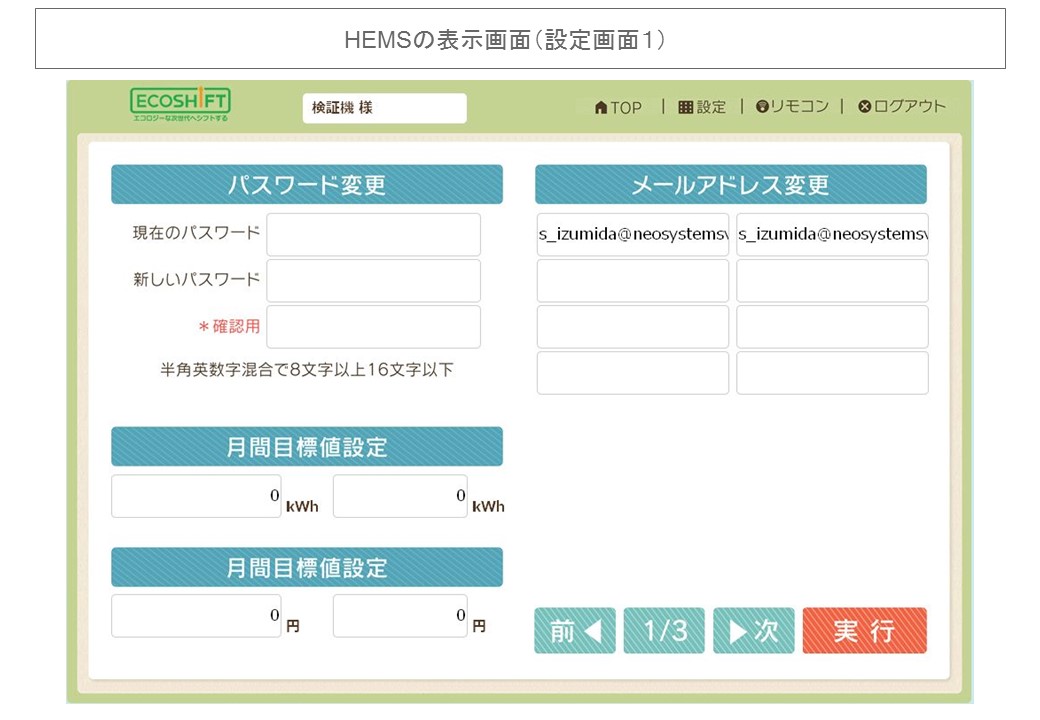 HEMSの表示画面（設定画面１）
ECOSHIFT
エコロジーな次世代へシフトする
検証機 様
TOP | 設定 | リモコン | ログアウト
パスワード変更
現在のパスワード
新しいパスワード
＊確認用
半角英数字混合で8文字以上16文字以下
メールアドレス変更
s_izumida@neosystems s_izumida@neosystems
月間目標値設定
0 kWh 0 kWh
月間目標値設定
0 円 0 円
前◀ 1/3 ▶次 実行